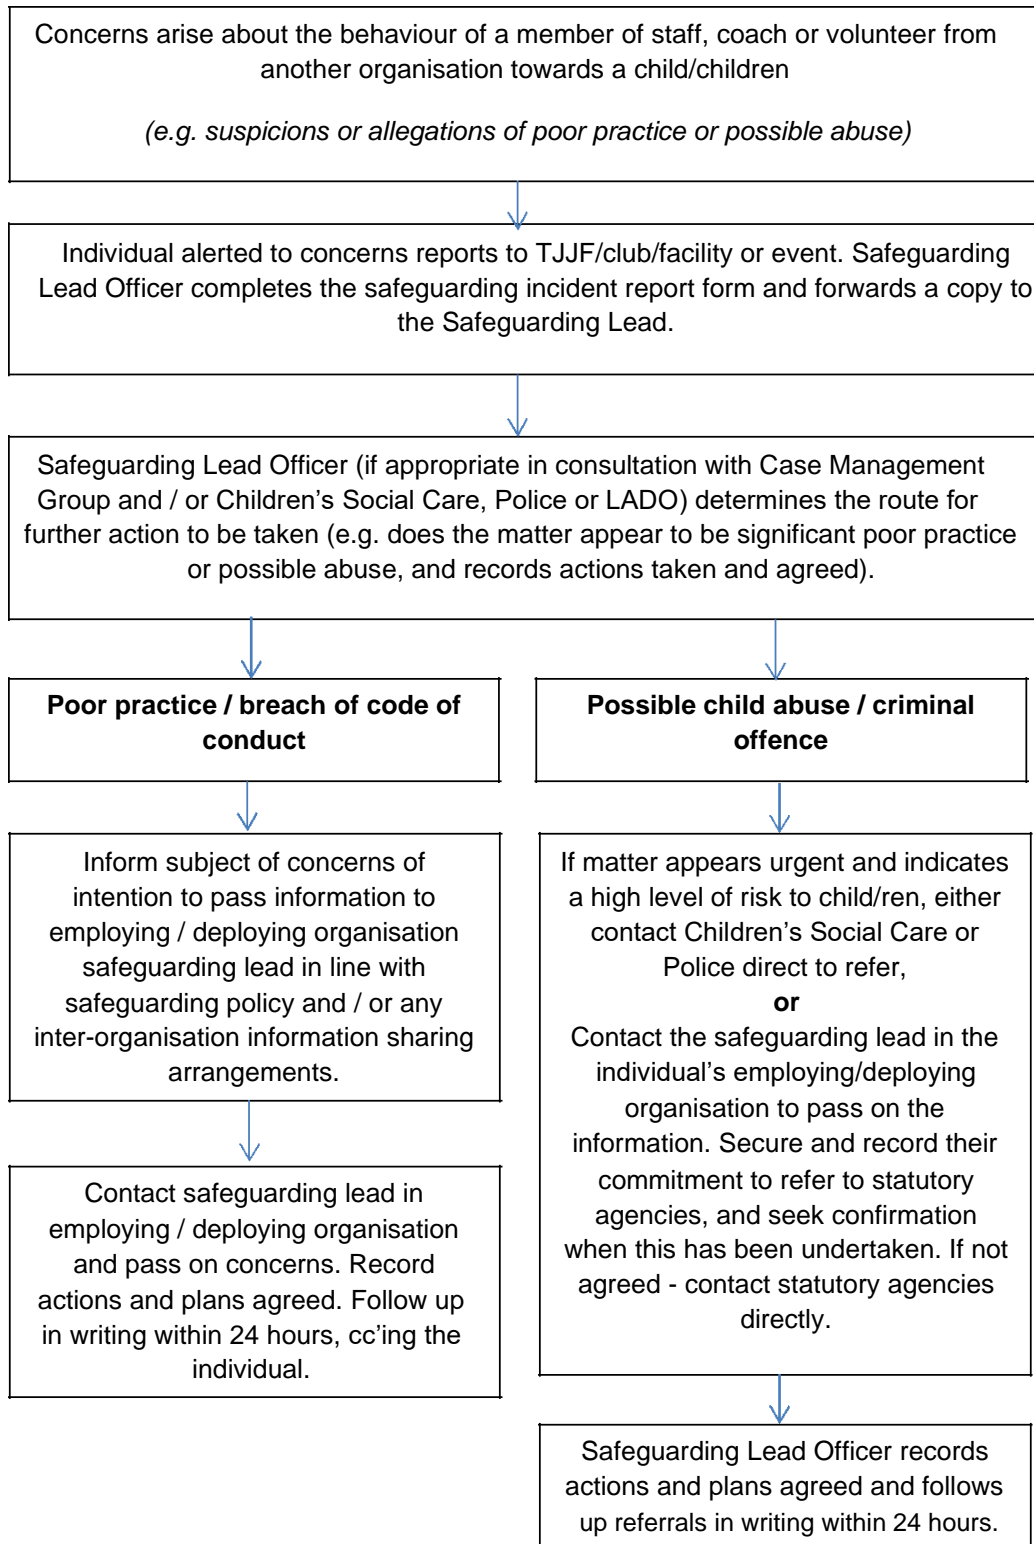 Concerns arise about the behaviour of a member of staff, coach or volunteer from
another organisation towards a child/children
(e.g. suspicions or allegations of poor practice or possible abuse)
Individual alerted to concerns reports to TJJF/club/facility or event. Safeguarding
Lead Officer completes the safeguarding incident report form and forwards a copy to
the Safeguarding Lead.
Safeguarding Lead Officer (if appropriate in consultation with Case Management
Group and / or Children’s Social Care, Police or LADO) determines the route for
further action to be taken (e.g. does the matter appear to be significant poor practice
or possible abuse, and records actions taken and agreed).
Poor practice / breach of code of
conduct
Inform subject of concerns of
intention to pass information to
employing / deploying organisation
safeguarding lead in line with
safeguarding policy and / or any
inter-organisation information sharing
arrangements.
Contact safeguarding lead in
employing / deploying organisation
and pass on concerns. Record
actions and plans agreed. Follow up
in writing within 24 hours, cc’ing the
individual.
Possible child abuse / criminal
offence
If matter appears urgent and indicates
a high level of risk to child/ren, either
contact Children’s Social Care or
Police direct to refer,
or
Contact the safeguarding lead in the
individual’s employing/deploying
organisation to pass on the
information. Secure and record their
commitment to refer to statutory
agencies, and seek confirmation
when this has been undertaken. If not
agreed - contact statutory agencies
directly.
Safeguarding Lead Officer records
actions and plans agreed and follows
up referrals in writing within 24 hours.